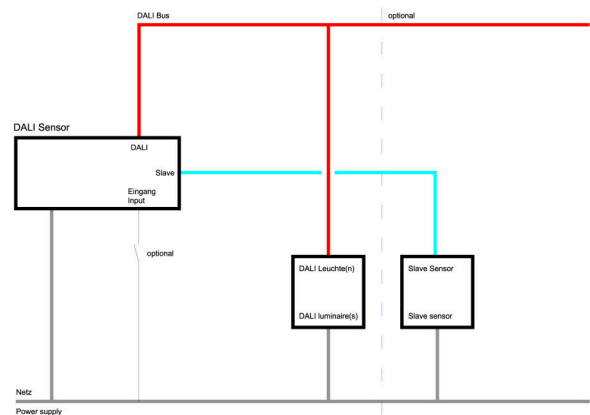 DALI Bus
optional
DALI Sensor
DALI
Slave
Eingang
Input
optional
DALI Leuchte(n)
DALI luminaire(s)
Slave Sensor
Slave sensor
Netz
Power supply